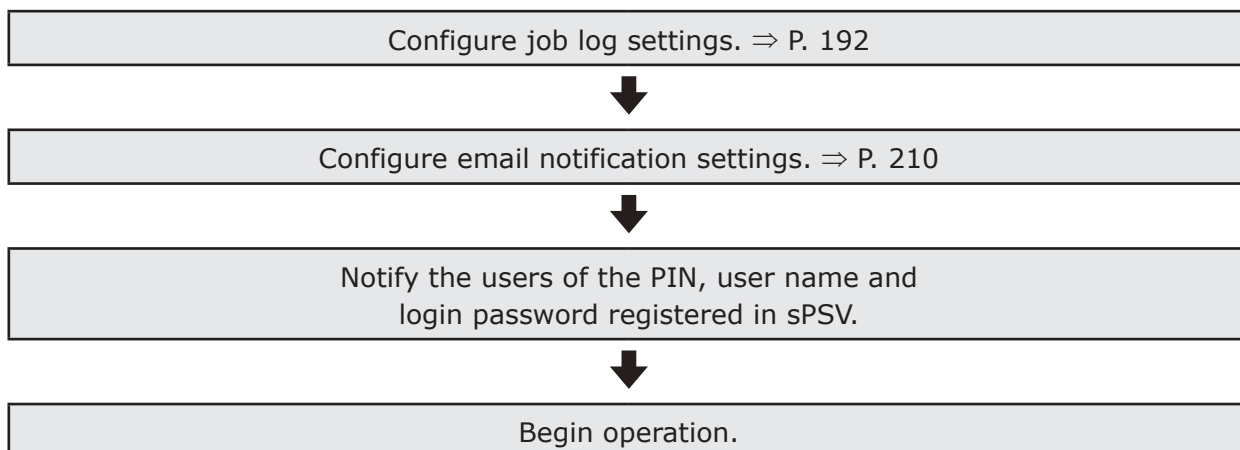 Configure job log settings. ⇒ P. 192
Configure email notification settings. ⇒ P. 210
Notify the users of the PIN, user name and
login password registered in sPSV.
Begin operation.